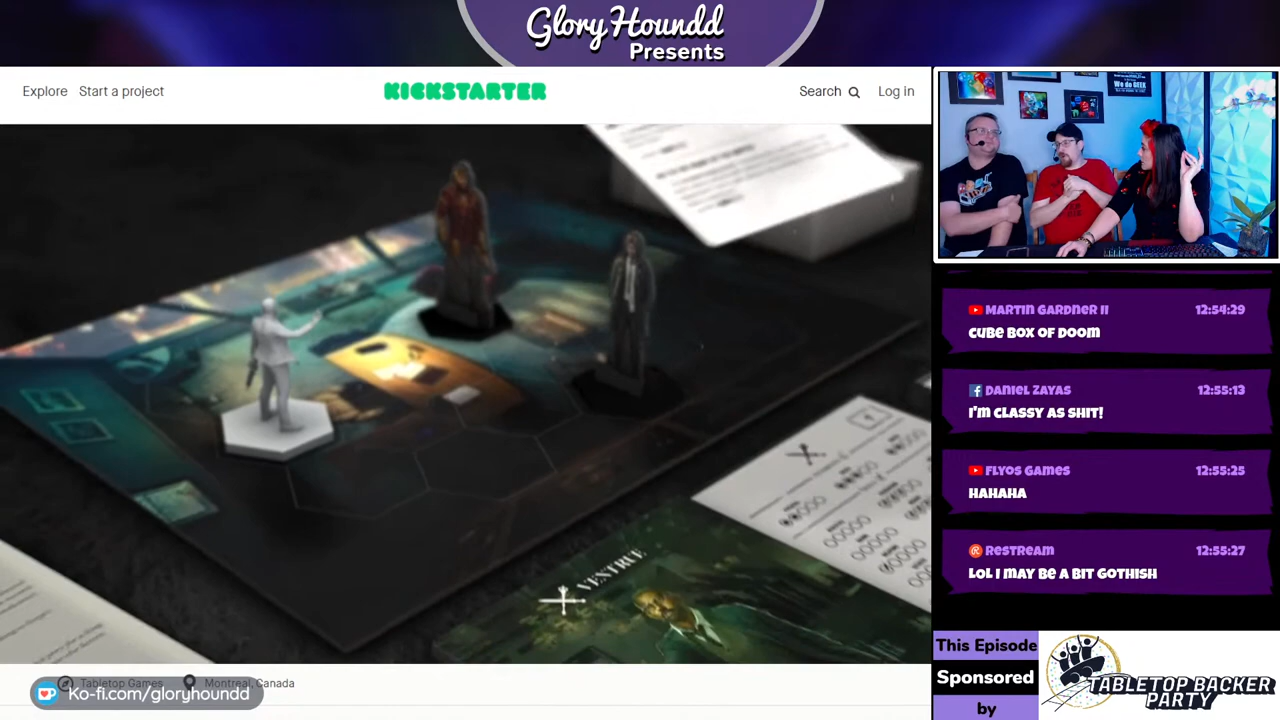 Glory Houndd
Presents
Explore
Start a project
KICKSTARTER
Search
Log in
We do GEEK
VENTRUE
Tabletop Games
Montreal, Canada
Ko-fi.com/gloryhoundd
Martin Gardner II
12:54:29
Cube box of doom
Daniel Zayas
12:55:13
I'm classy as shit!
Flyos Games
12:55:25
Hahaha
Restream
12:55:27
lol I may be a bit gothish
This Episode
Sponsored
by
TABLETOP BACKER
PARTY